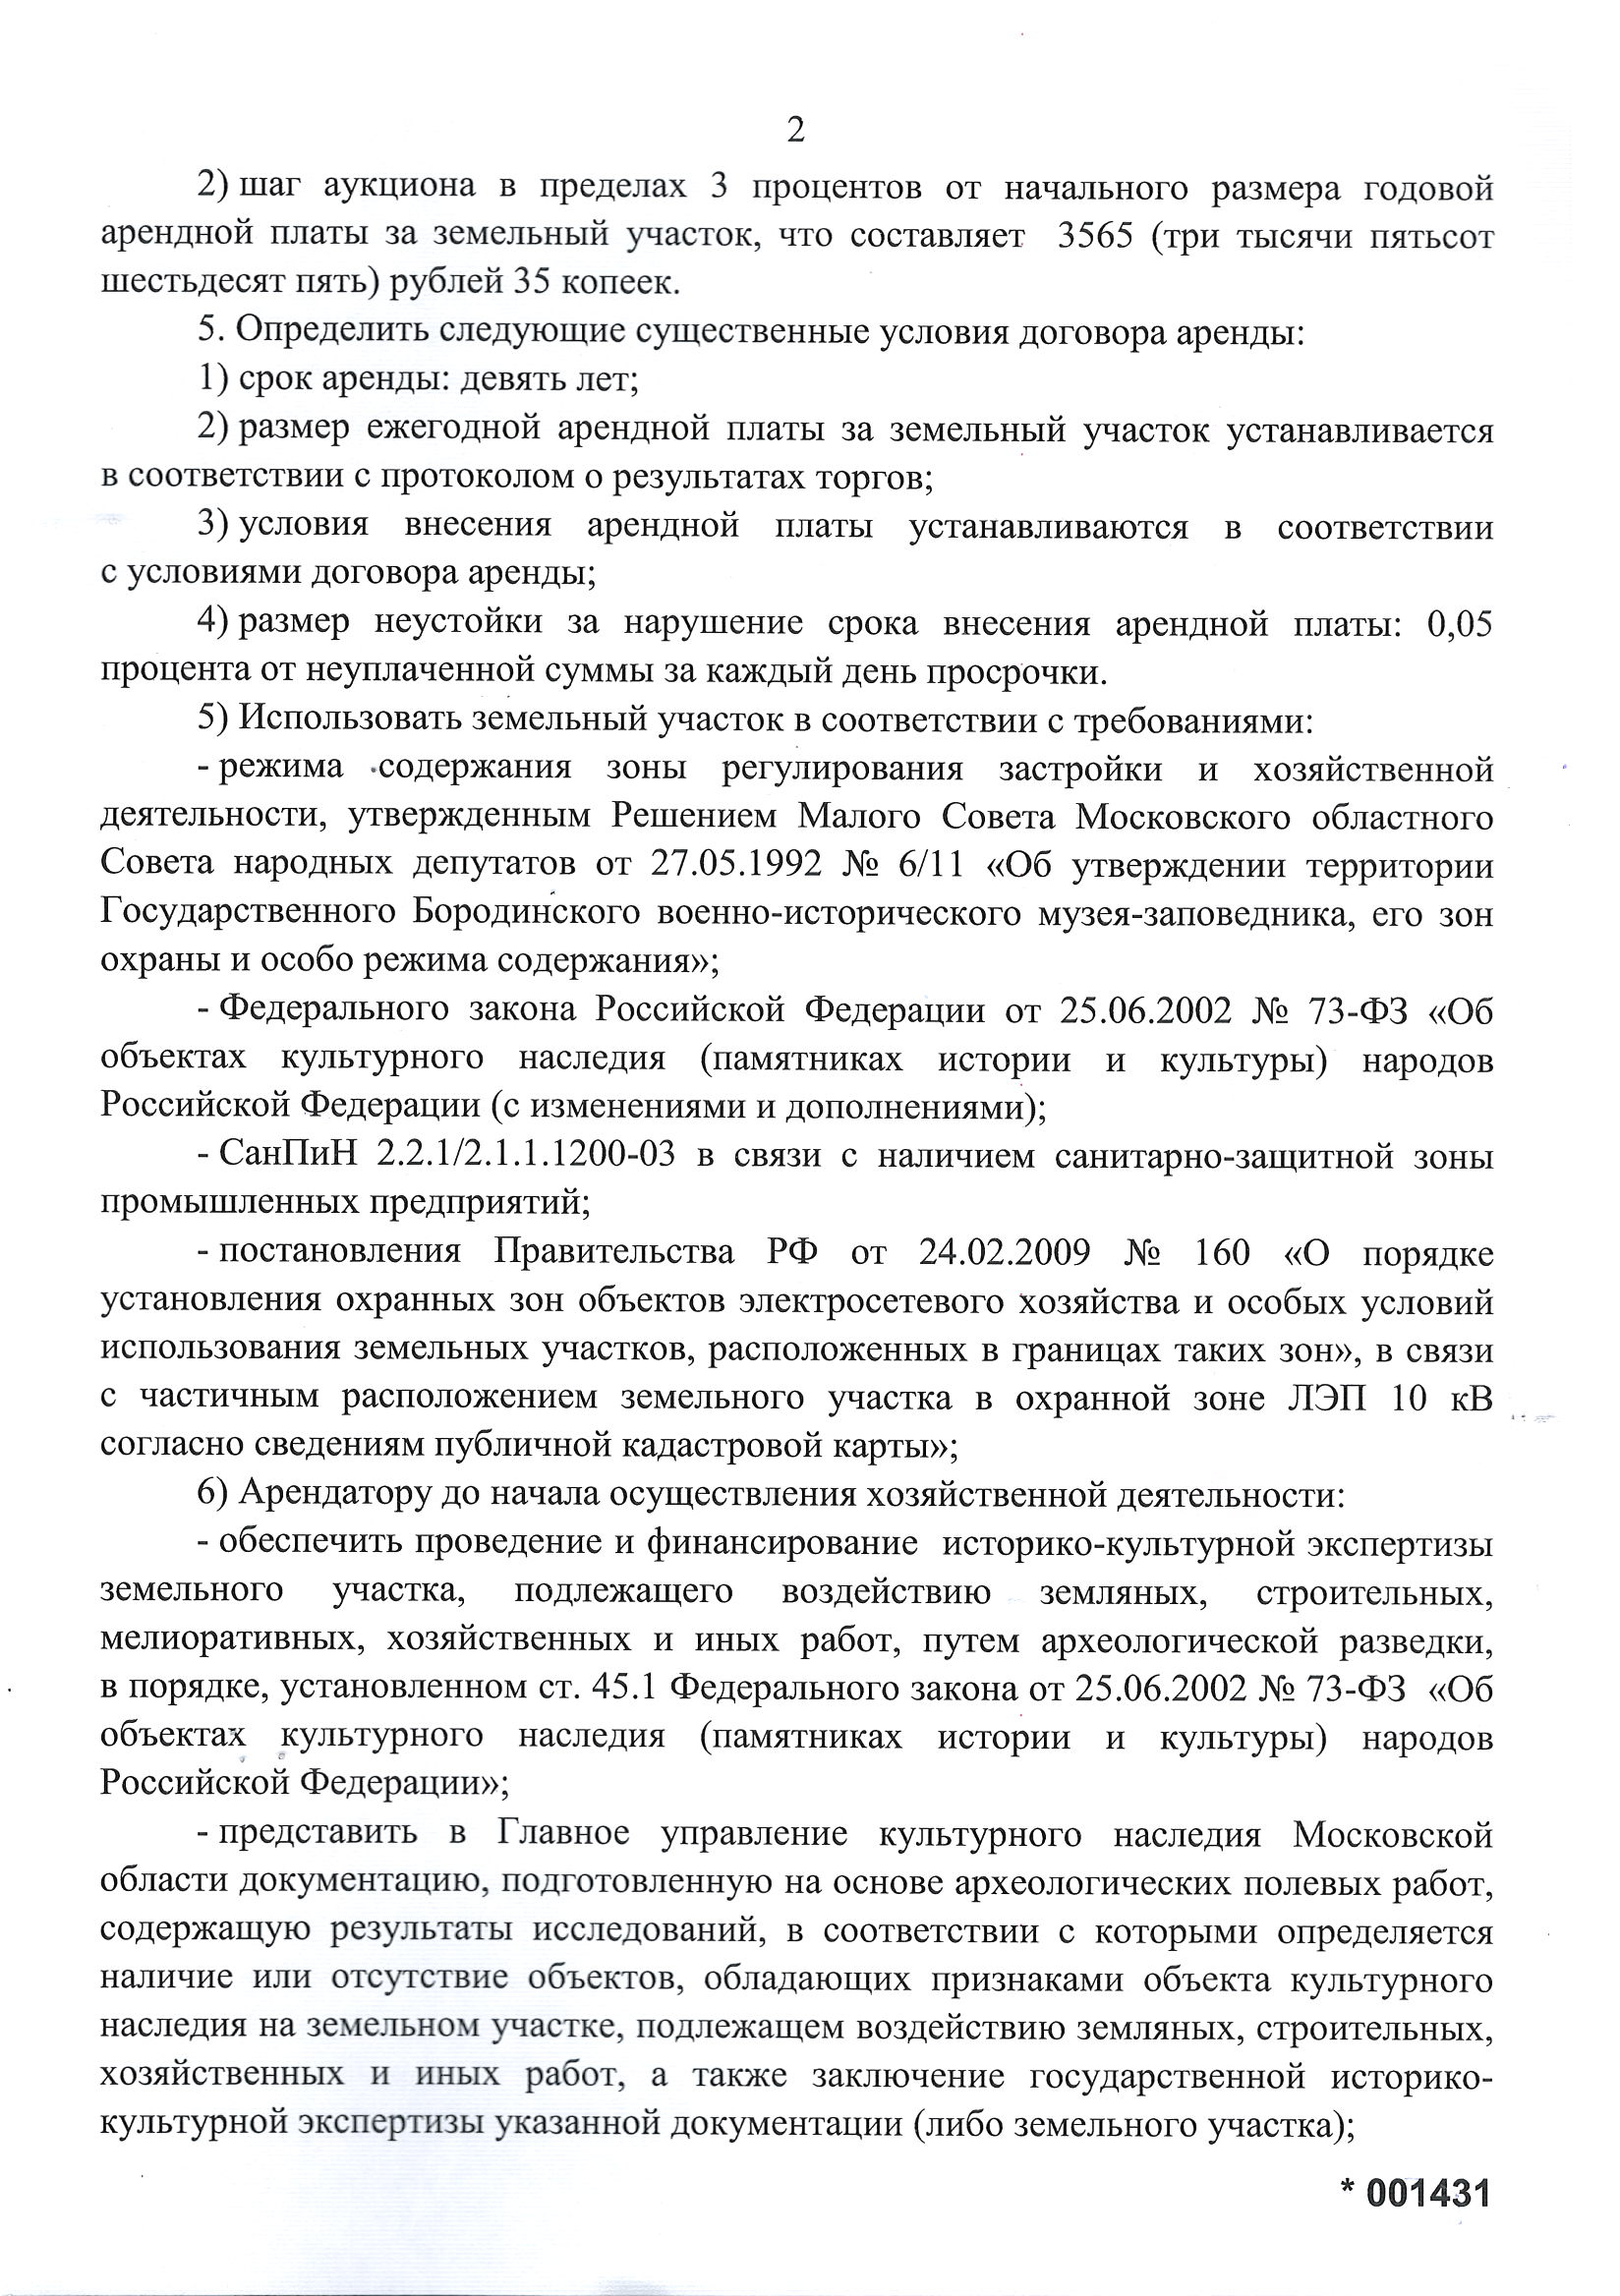 2
2) шаг аукциона в пределах 3 процентов от начального размера годовой
арендной платы за земельный участок, что составляет 3565 (три тысячи пятьсот
шестьдесят пять) рублей 35 копеек.
5. Определить следующие существенные условия договора аренды:
1) срок аренды: девять лет;
2) размер ежегодной арендной платы за земельный участок устанавливается
в соответствии с протоколом о результатах торгов;
3) условия внесения арендной платы устанавливаются в соответствии
с условиями договора аренды;
4) размер неустойки за нарушение срока внесения арендной платы: 0,05
процента от неуплаченной суммы за каждый день просрочки.
5) Использовать земельный участок в соответствии с требованиями:
- режима содержания зоны регулирования застройки и хозяйственной
деятельности, утвержденным Решением Малого Совета Московского областного
Совета народных депутатов от 27.05.1992 № 6/11 «Об утверждении территории
Государственного Бородинского военно-исторического музея-заповедника, его зон
охраны и особо режима содержания»;
- Федерального закона Российской Федерации от 25.06.2002 № 73-ФЗ «Об
объектах культурного наследия (памятниках истории и культуры) народов
Российской Федерации (с изменениями и дополнениями);
- СанПиН 2.2.1/2.1.1.1200-03 в связи с наличием санитарно-защитной зоны
промышленных предприятий;
- постановления Правительства РФ от 24.02.2009 № 160 «О порядке
установления охранных зон объектов электросетевого хозяйства и особых условий
использования земельных участков, расположенных в границах таких зон», в связи
с частичным расположением земельного участка в охранной зоне ЛЭП 10 кВ
согласно сведениям публичной кадастровой карты»;
6) Арендатору до начала осуществления хозяйственной деятельности:
- обеспечить проведение и финансирование историко-культурной экспертизы
земельного участка, подлежащего воздействию земляных, строительных,
мелиоративных, хозяйственных и иных работ, путем археологической разведки,
в порядке, установленном ст. 45.1 Федерального закона от 25.06.2002 № 73-ФЗ «Об
объектах культурного наследия (памятниках истории и культуры) народов
Российской Федерации»;
- представить в Главное управление культурного наследия Московской
области документацию, подготовленную на основе археологических полевых работ,
содержащую результаты исследований, в соответствии с которыми определяется
наличие или отсутствие объектов, обладающих признаками объекта культурного
наследия на земельном участке, подлежащем воздействию земляных, строительных,
хозяйственных и иных работ, а также заключение государственной историко-
культурной экспертизы указанной документации (либо земельного участка);
* 001431